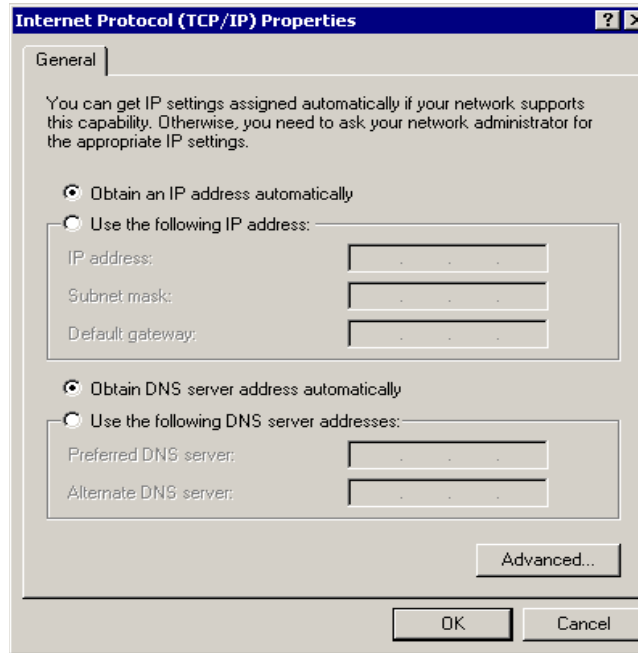 Internet Protocol (TCP/IP) Properties
General
You can get IP settings assigned automatically if your network supports
this capability. Otherwise, you need to ask your network administrator for
the appropriate IP settings.
Obtain an IP address automatically
Use the following IP address:
IP address:
Subnet mask:
Default gateway:
Obtain DNS server address automatically
Use the following DNS server addresses:
Preferred DNS server:
Alternate DNS server:
Advanced...
OK
Cancel